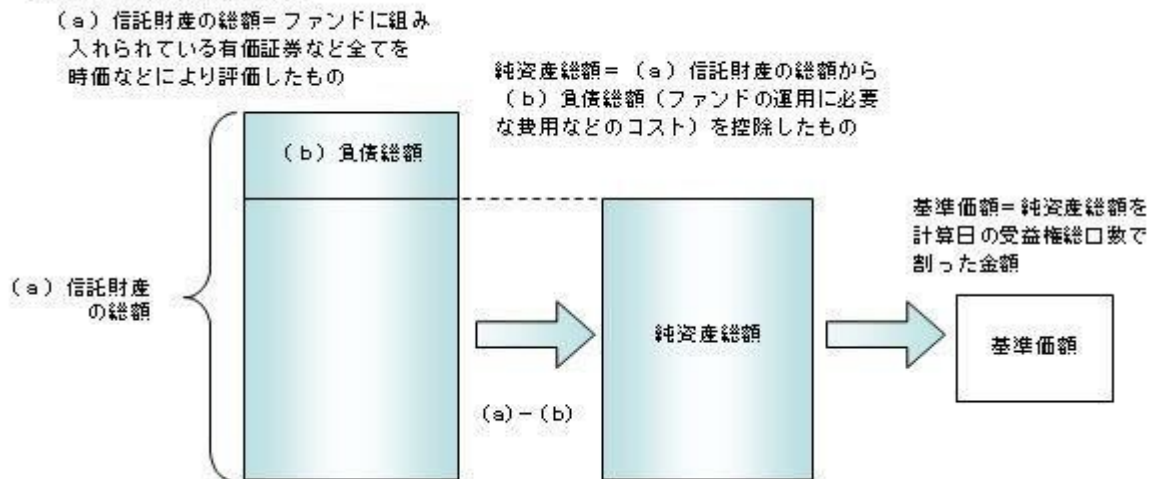 （a）信託財産の総額＝ファンドに組み
入れられている有価証券など全てを
時価などにより評価したもの
純資産総額＝（a）信託財産の総額から
（b）負債総額（ファンドの運用に必要
な費用などのコスト）を控除したもの
（b）負債総額
基準価額＝純資産総額を
計算日の受益権総口数で
割った金額
（a）信託財産
の総額
純資産総額
基準価額
(a)－(b)